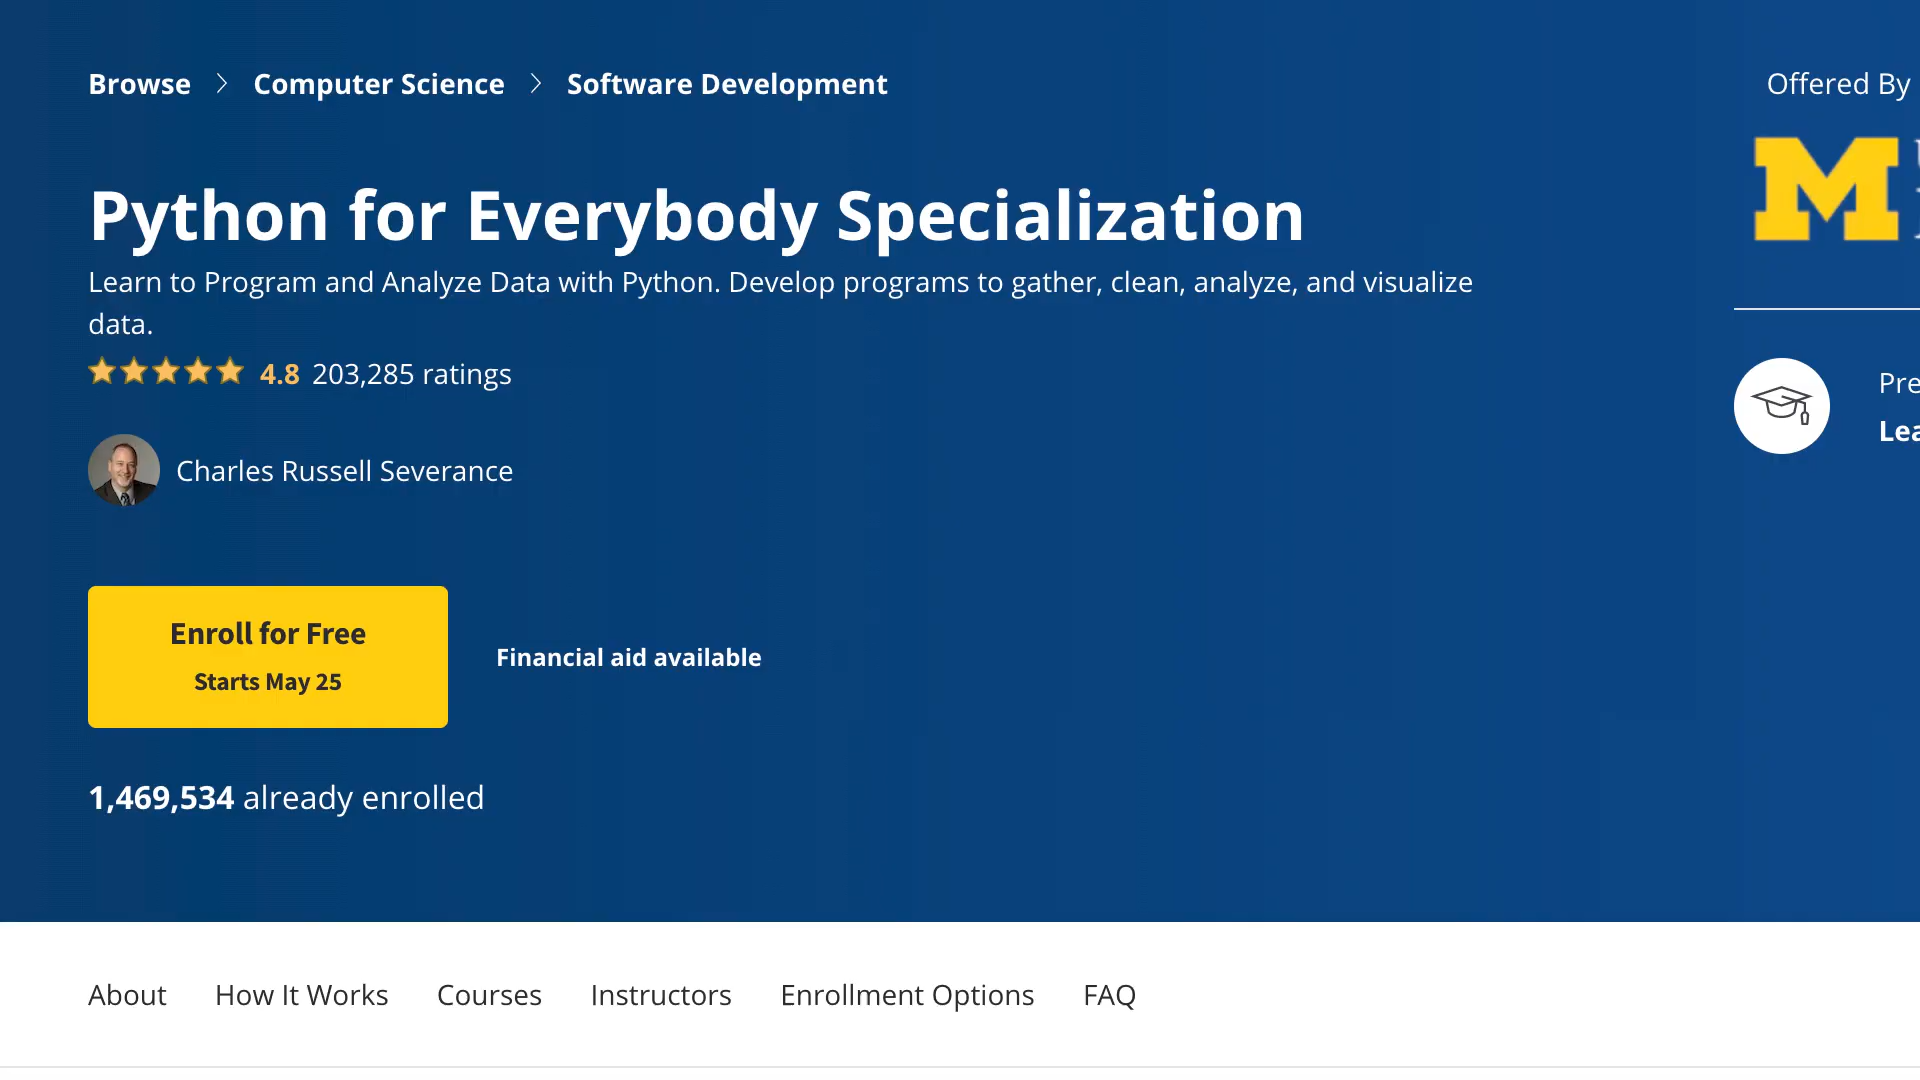 Browse > Computer Science > Software Development
Offered By
Python for Everybody Specialization
Learn to Program and Analyze Data with Python. Develop programs to gather, clean, analyze, and visualize
data.
4.8 203,285 ratings
Charles Russell Severance
Enroll for Free
Starts May 25
Financial aid available
1,469,534 already enrolled
M
Pre
Lea
About How It Works Courses Instructors Enrollment Options FAQ